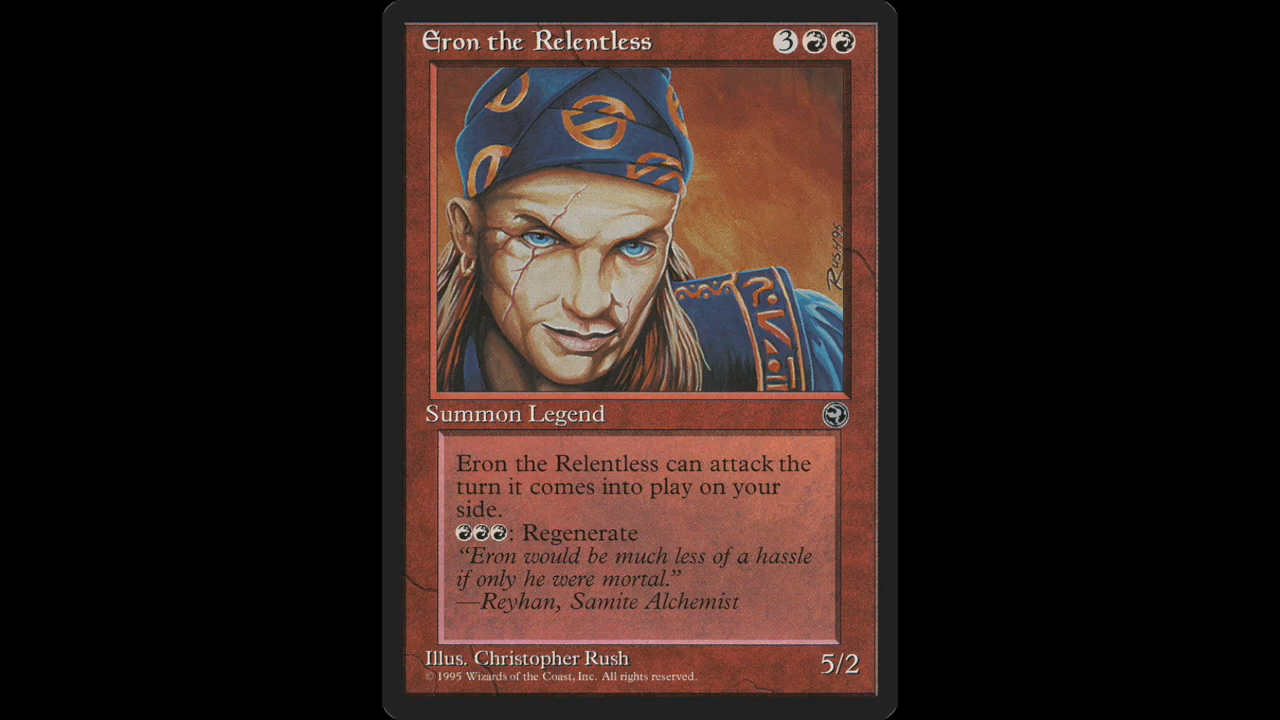 Eron the Relentless 3
RUSH95
Summon Legend
Eron the Relentless can attack the
turn it comes into play on your
side.
: Regenerate
“Eron would be much less of a hassle
if only he were mortal.”
—Reyhan, Samite Alchemist
Illus. Christopher Rush
5/2
© 1995 Wizards of the Coast, Inc. All rights reserved.